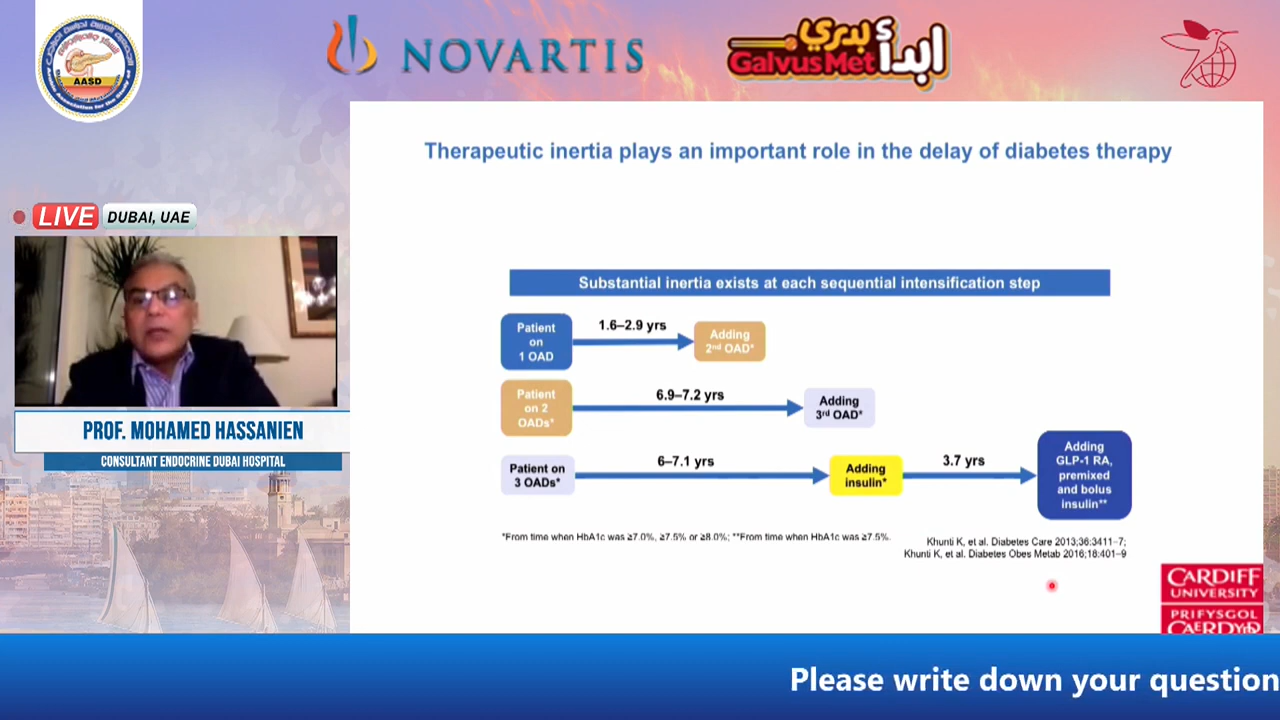 AASD
NOVARTIS
GalvusMet
ابدأ بدري
Therapeutic inertia plays an important role in the delay of diabetes therapy
LIVE
DUBAI, UAE
PROF. MOHAMED HASSANIEN
CONSULTANT ENDOCRINE DUBAI HOSPITAL
Substantial inertia exists at each sequential intensification step
Patient
on
1 OAD
1.6–2.9 yrs
Adding
2nd OAD*
Patient
on 2
OADs*
6.9–7.2 yrs
Adding
3rd OAD*
Patient on
3 OADs*
6–7.1 yrs
Adding
insulin*
3.7 yrs
Adding
GLP-1 RA,
premixed
and bolus
insulin**
*From time when HbA1c was ≥7.0%, ≥7.5% or ≥8.0%; **From time when HbA1c was ≥7.5%.
Khunti K, et al. Diabetes Care 2013;36:3411–7;
Khunti K, et al. Diabetes Obes Metab 2016;18:401–9
CARDIFF
UNIVERSITY
PRIFYSGOL
CAERDYD
Please write down your question